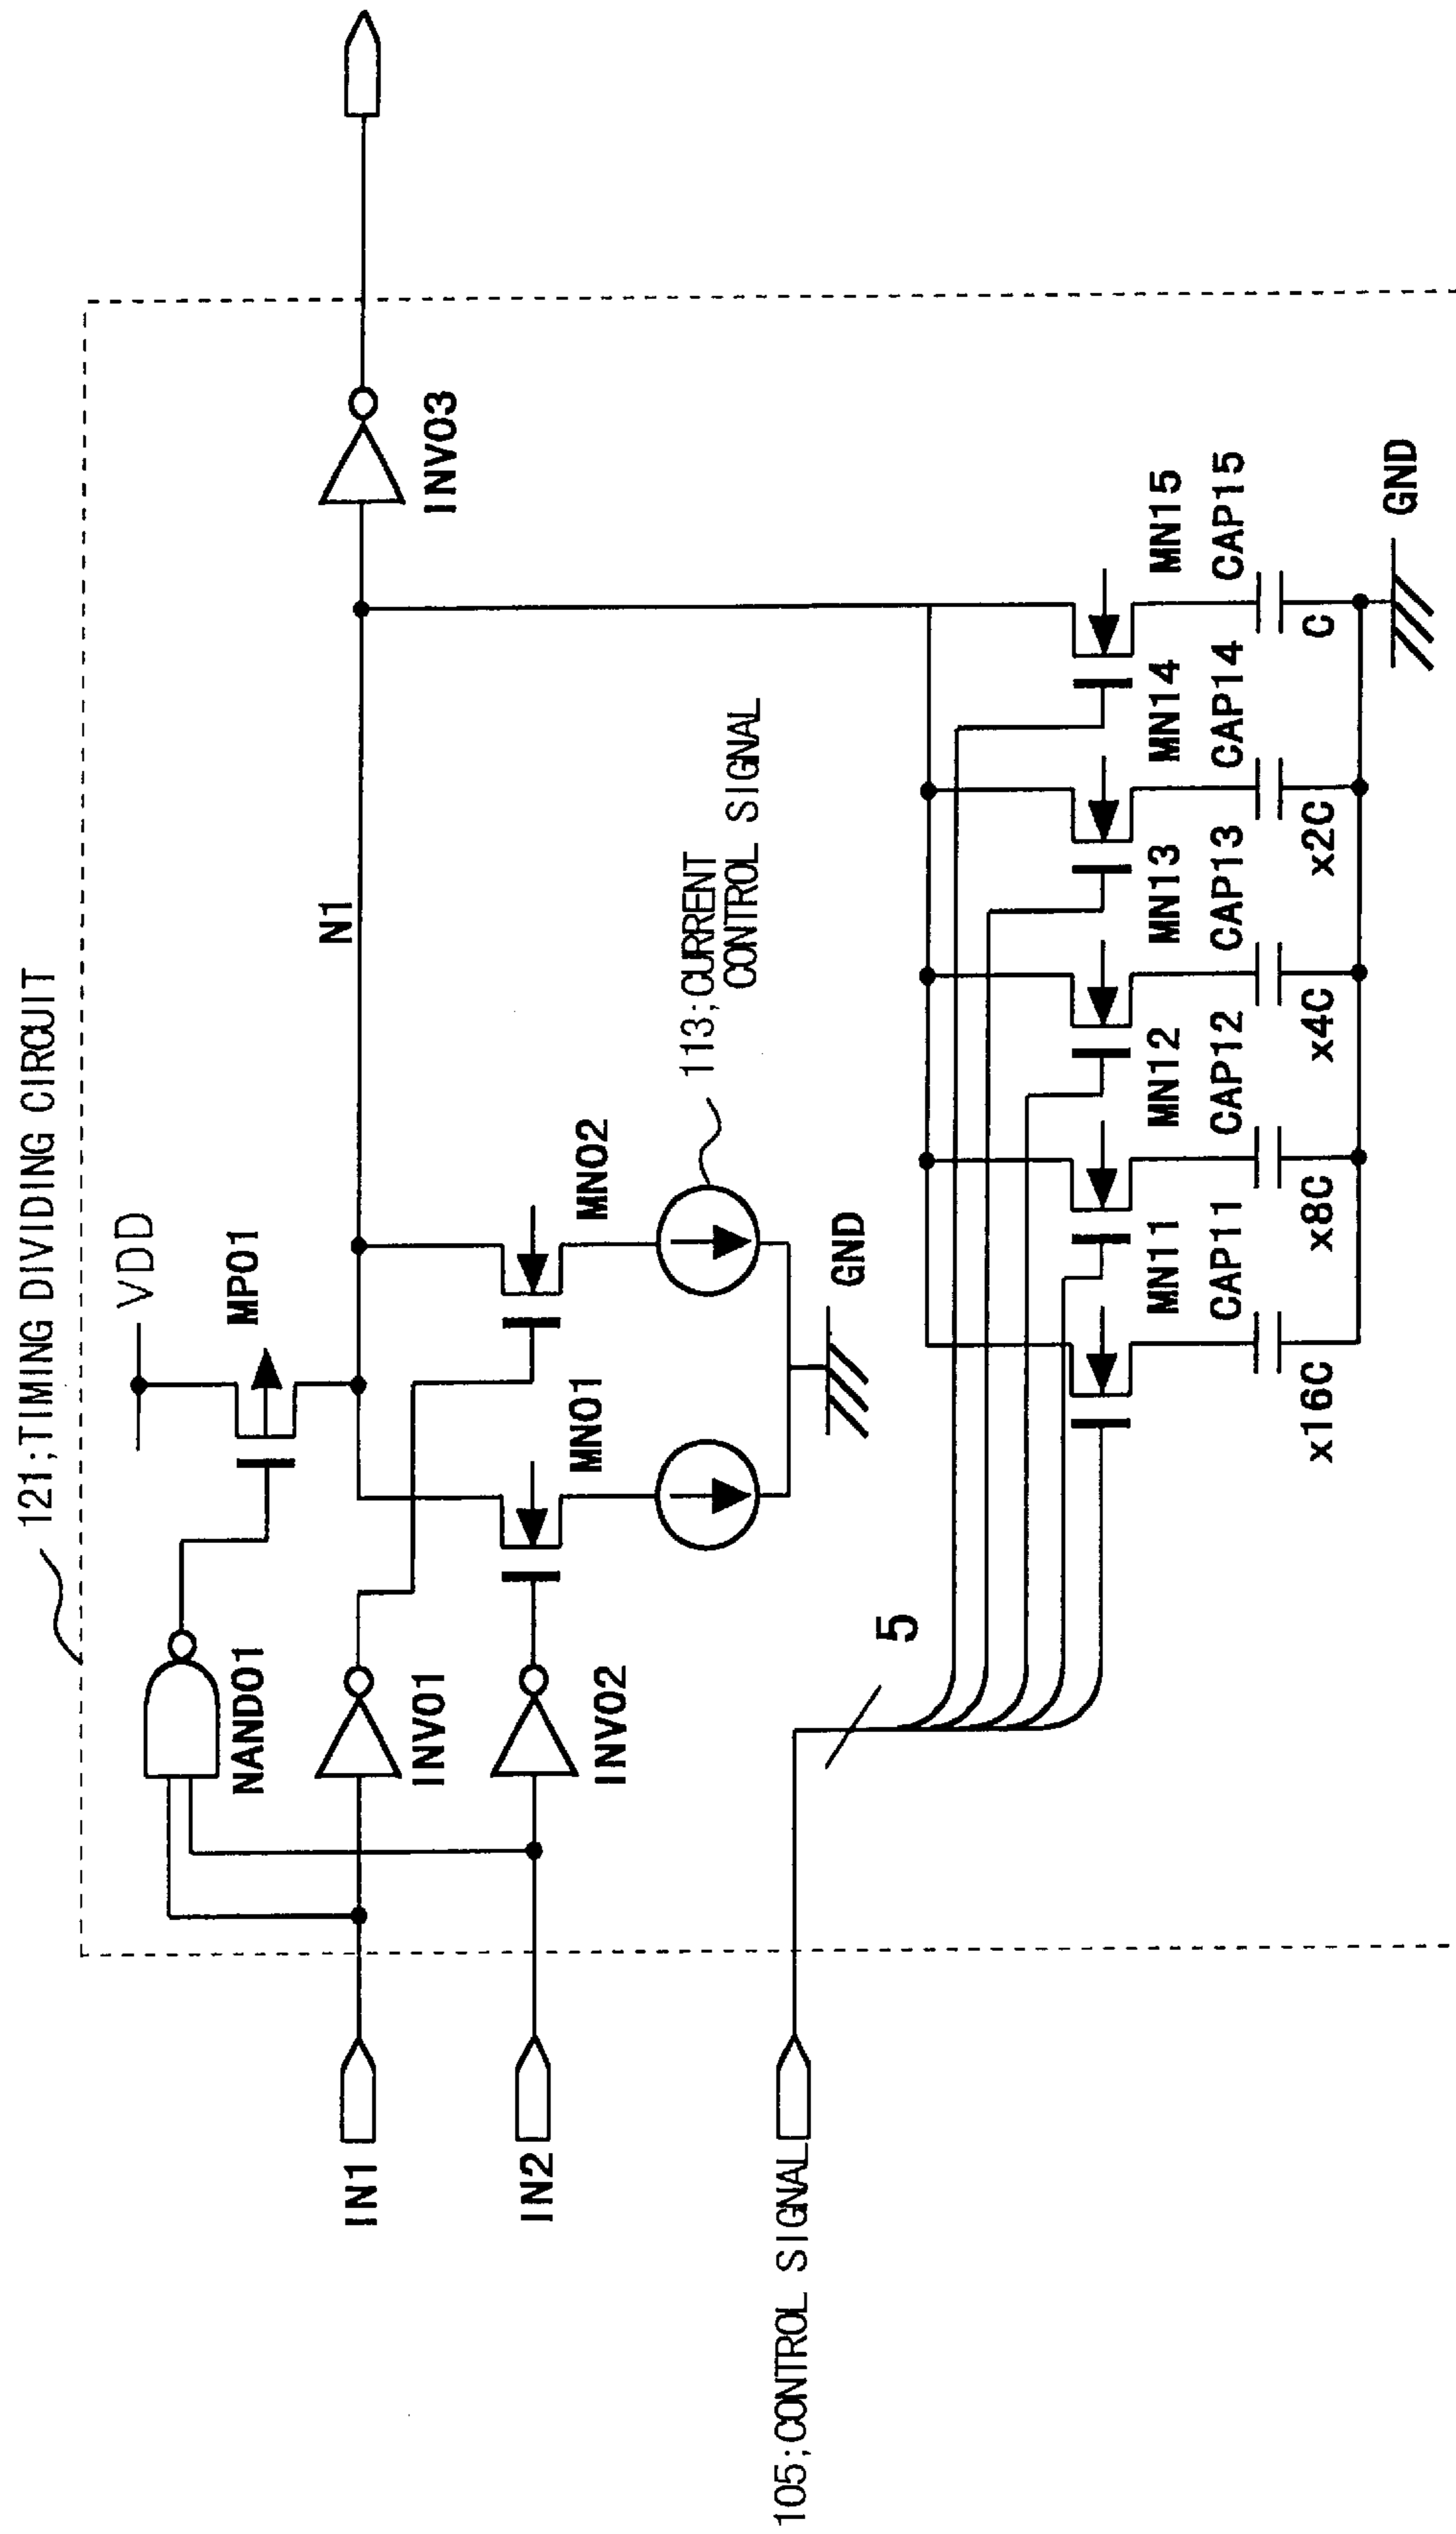 121;TIMING DIVIDING CIRCUIT
VDD
MP01
NAND01
N1
IN1
INV01
INV03
MN02
MN01
IN2
INV02
113;CURRENT
CONTROL SIGNAL
GND
105;CONTROL SIGNAL
5
MN11
MN12
MN13
MN14
MN15
CAP11
CAP12
CAP13
CAP14
CAP15
x16C
x8C
x4C
x2C
C
GND